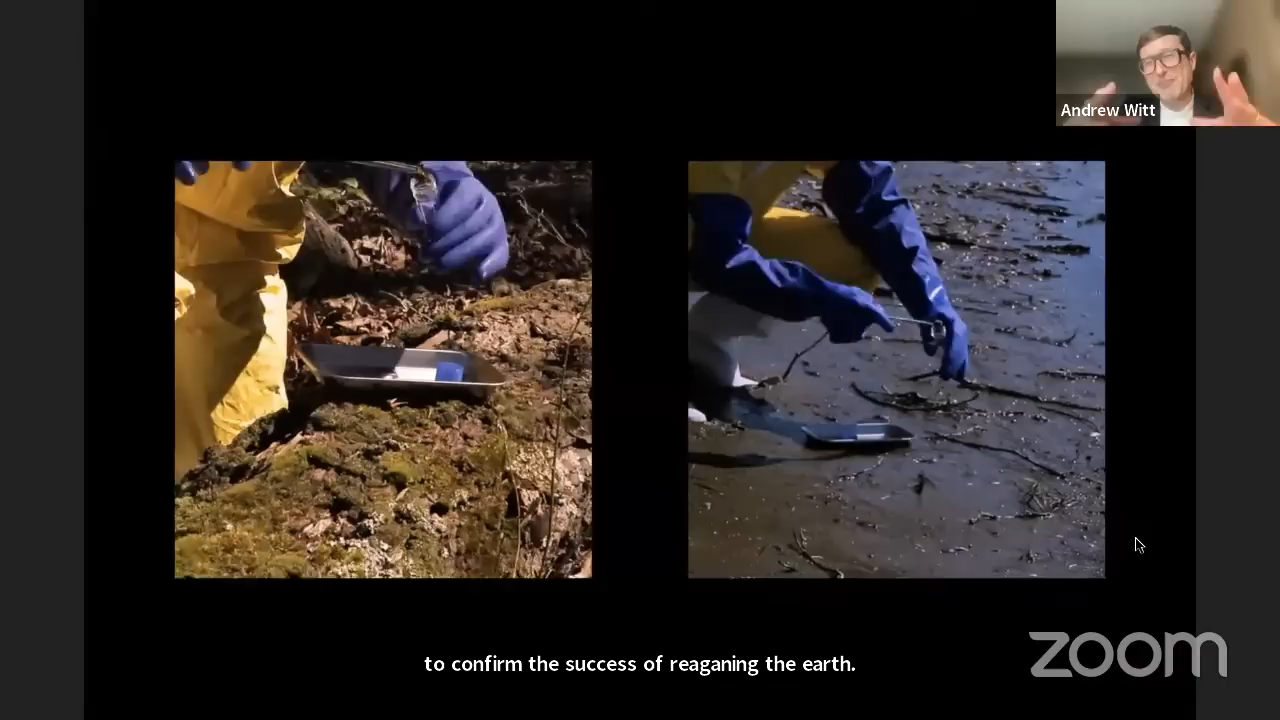 Andrew Witt
to confirm the success of reaganing the earth.
zoom